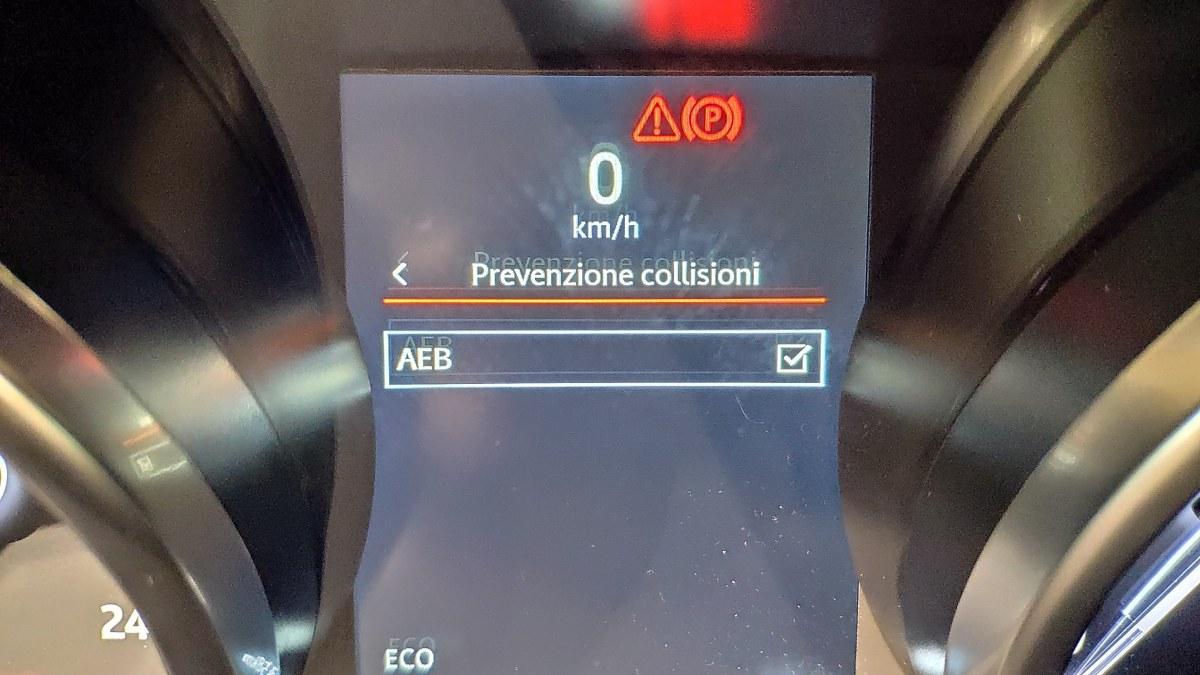 P
0
km/h
Prevenzione collisioni
AEB
24
ECO